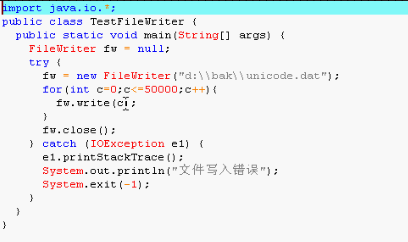 import java.io.*;
public class TestFileWriter {
  public static void main(String[] args) {
    FileWriter fw = null;
    try {
      fw = new FileWriter("d:\\bak\\unicode.dat");
      for(int c=0;c<=50000;c++){
        fw.write(c);
      }
      fw.close();
    } catch (IOException e1) {
      e1.printStackTrace();
      System.out.println("文件写入错误");
      System.exit(-1);
    }
  }
}